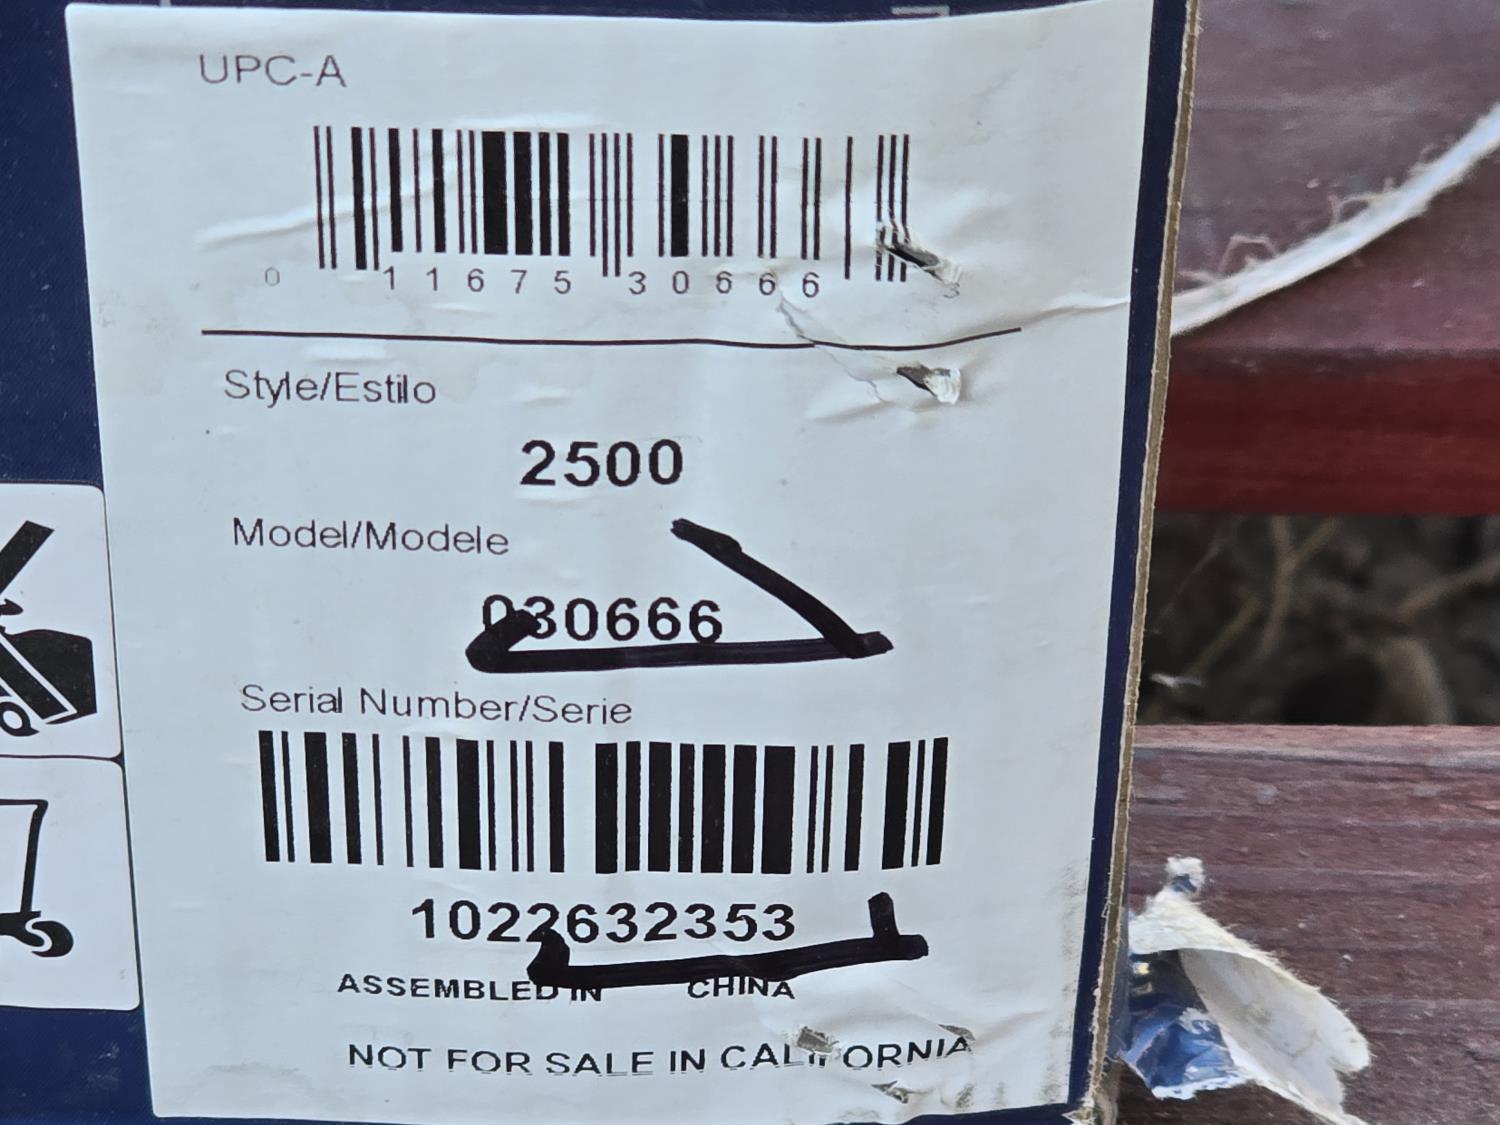 UPC-A
0 11675 30666 3
Style/Estilo
2500
Model/Modele
030666
Serial Number/Serie
1022632353
ASSEMBLED IN CHINA
NOT FOR SALE IN CALIFORNIA